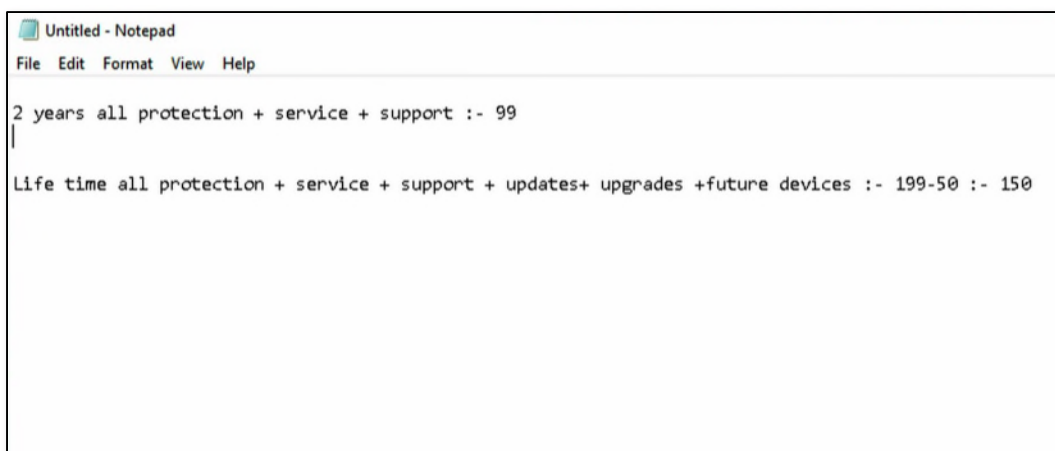 Untitled - Notepad
File Edit Format View Help
2 years all protection + service + support :- 99
Life time all protection + service + support + updates+ upgrades +future devices :- 199-50 :- 150